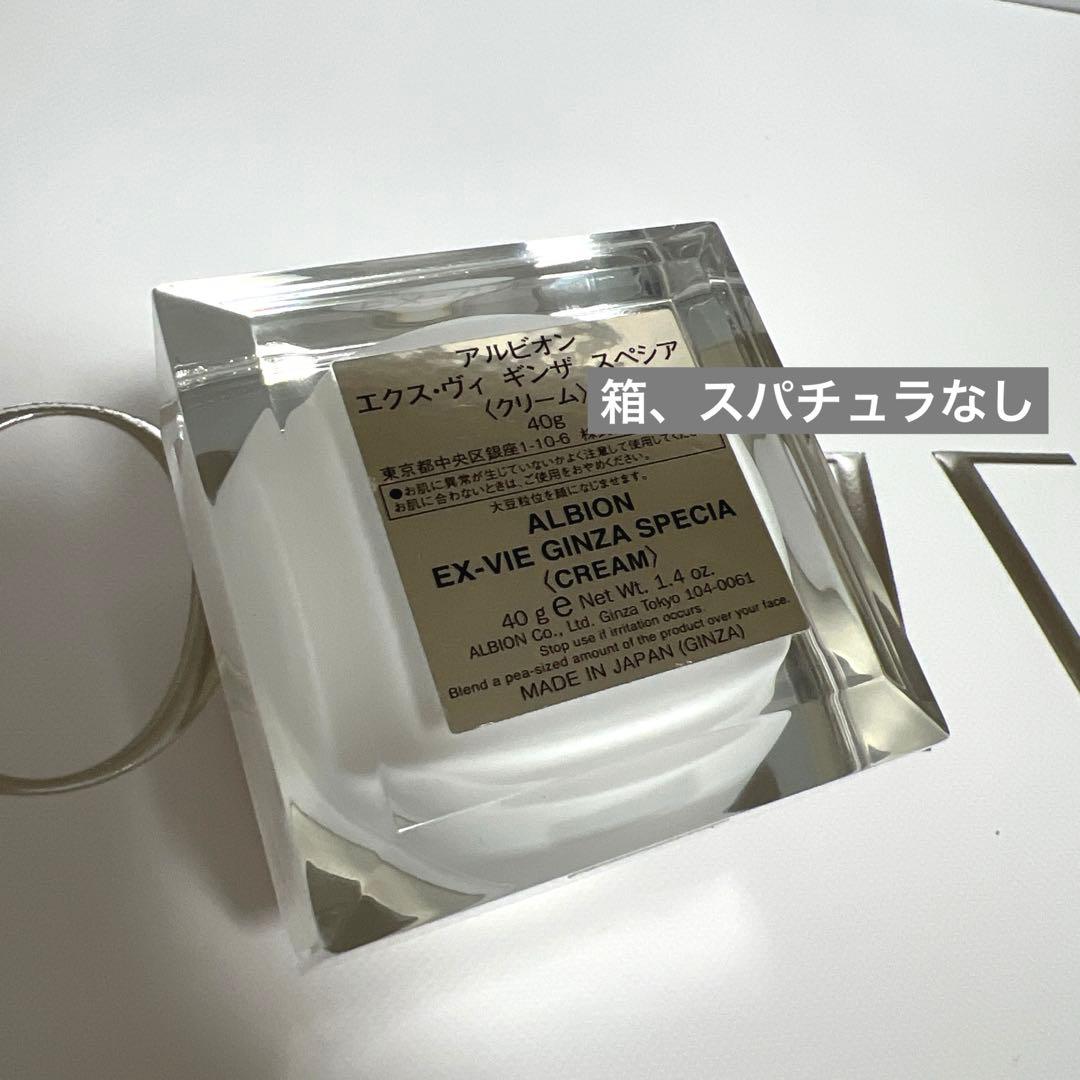 アルビオン
エクス・ヴィ ギンザ スペシア
〈クリーム〉
箱、スパチュラなし
40g
東京都中央区銀座1-10-6 株
●お肌に異常が生じていないかよく注意して使用してくだ
お肌に合わないときは、ご使用をおやめください。
大豆粒位を顔になじませます。
ALBION
EX-VIE GINZA SPECIA
〈CREAM〉
40 g e Net Wt. 1.4 oz.
ALBION Co., Ltd. Ginza Tokyo 104-0061
Stop use if irritation occurs.
Blend a pea-sized amount of the product over your face.
MADE IN JAPAN (GINZA)